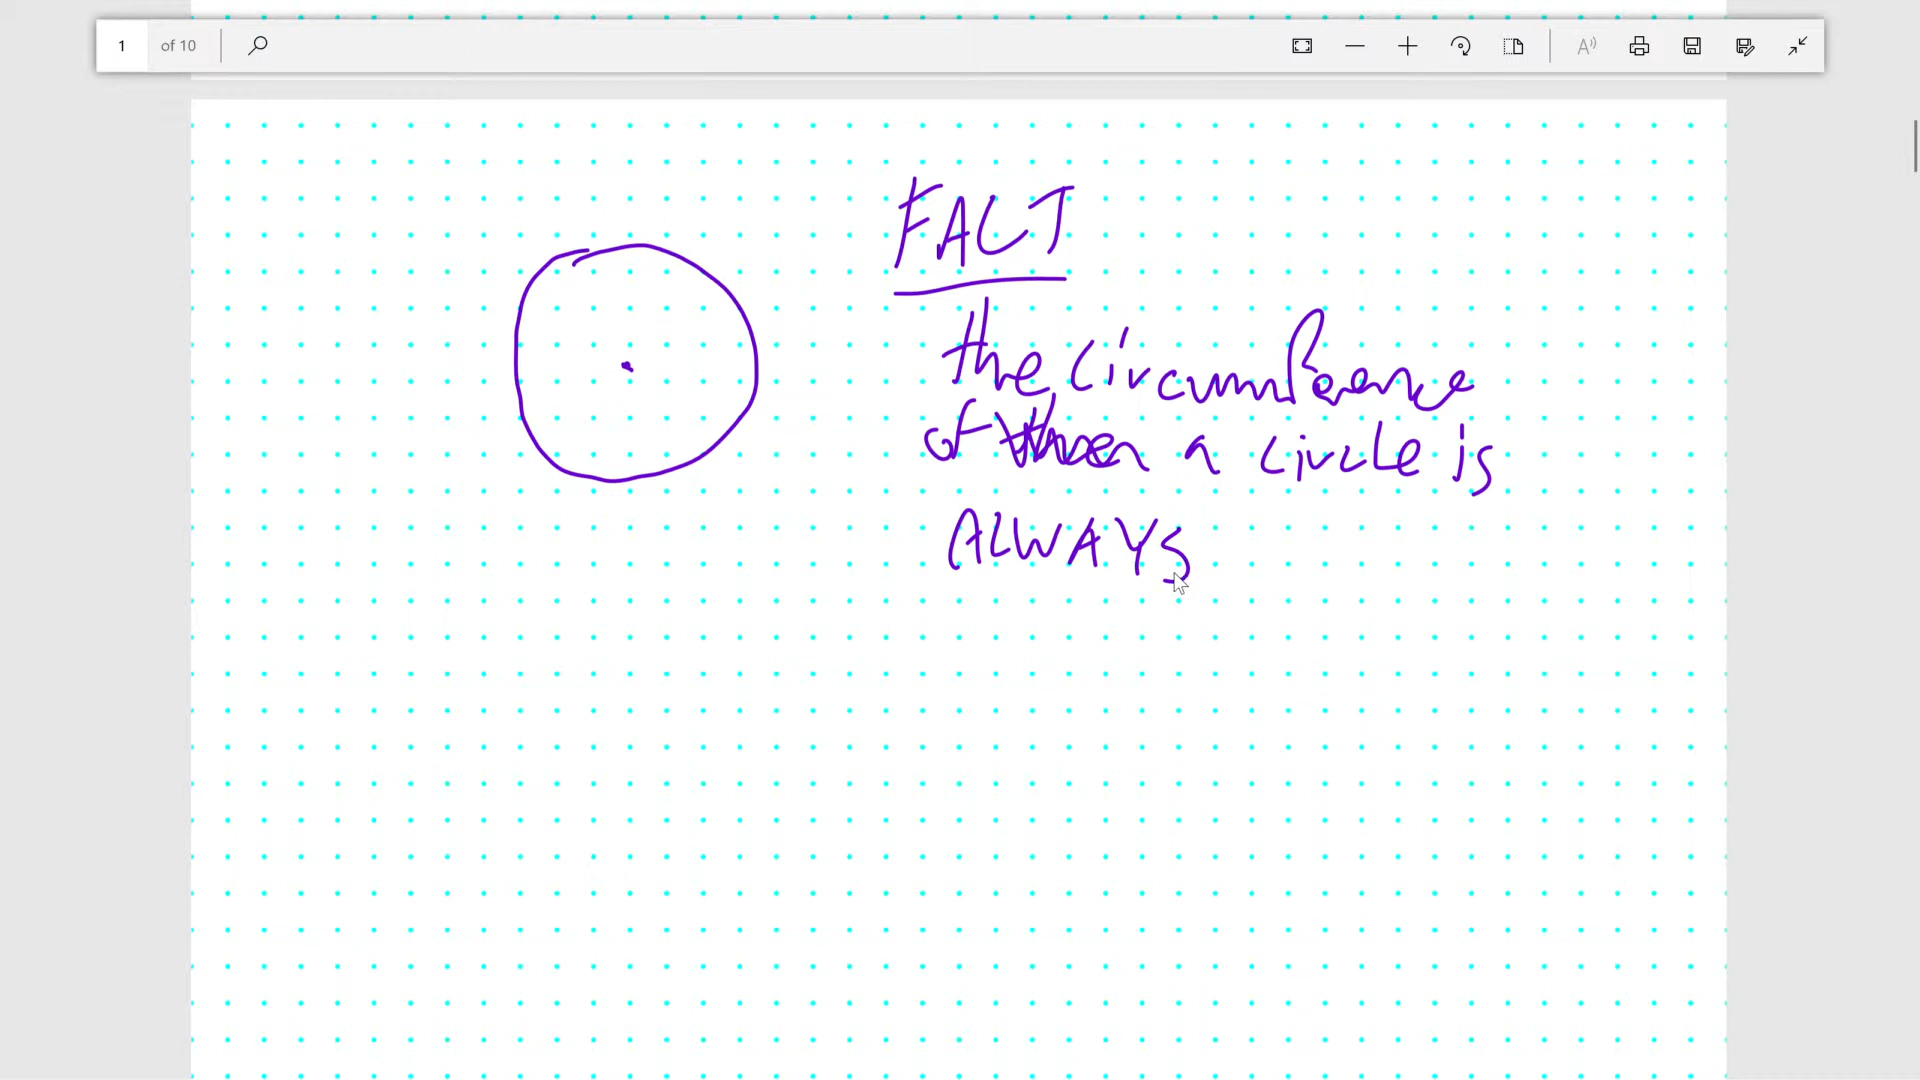 1 of 10
FACT
the circumference
of a circle is
ALWAYS